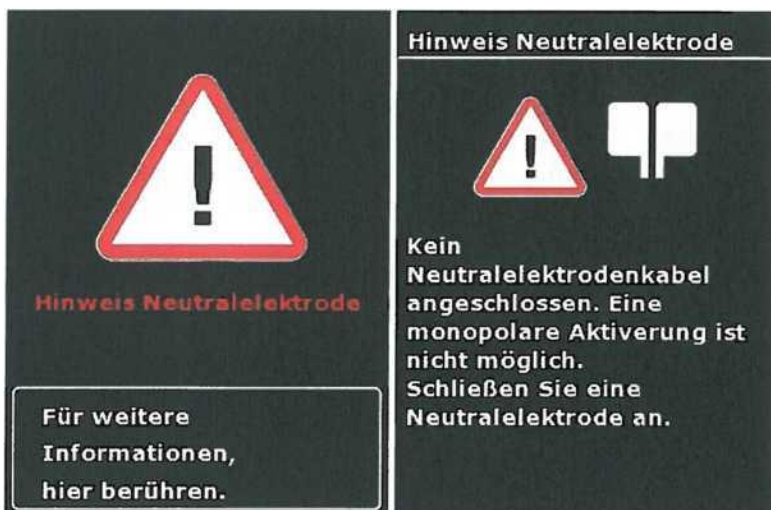 Hinweis Neutralelektrode
Für weitere
Informationen,
hier berühren.
Hinweis Neutralelektrode
Kein
Neutralelektrodenkabel
angeschlossen. Eine
monopolare Aktiverung ist
nicht möglich.
Schließen Sie eine
Neutralelektrode an.